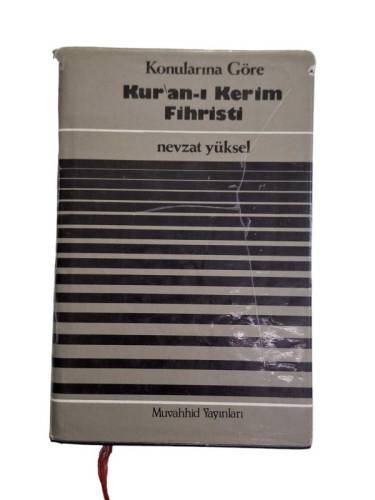 Konularına Göre
Kur'an-ı Kerim
Fihristi
nevzat yüksel
Muvahhid Yayınları